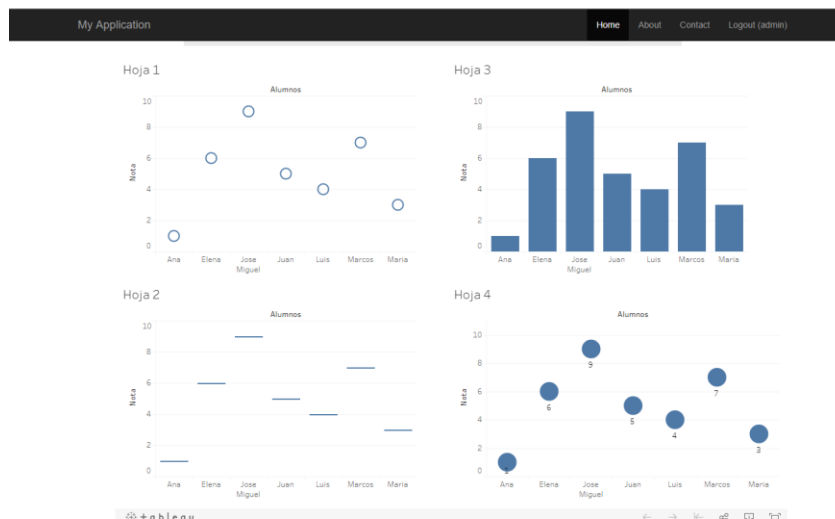 My Application
Home About Contact Logout (admin)
Hoja 1
Alumnos
10
8
6
4
2
0
Nota
Ana Elena Jose Miguel Juan Luis Marcos Maria
Hoja 3
Alumnos
10
8
6
4
2
0
Nota
Ana Elena Jose Miguel Juan Luis Marcos Maria
Hoja 2
Alumnos
10
8
6
4
2
0
Nota
Ana Elena Jose Miguel Juan Luis Marcos Maria
Hoja 4
Alumnos
10
8
6
4
2
0
Nota
1
6
9
5
4
7
3
Ana Elena Jose Miguel Juan Luis Marcos Maria
tableau